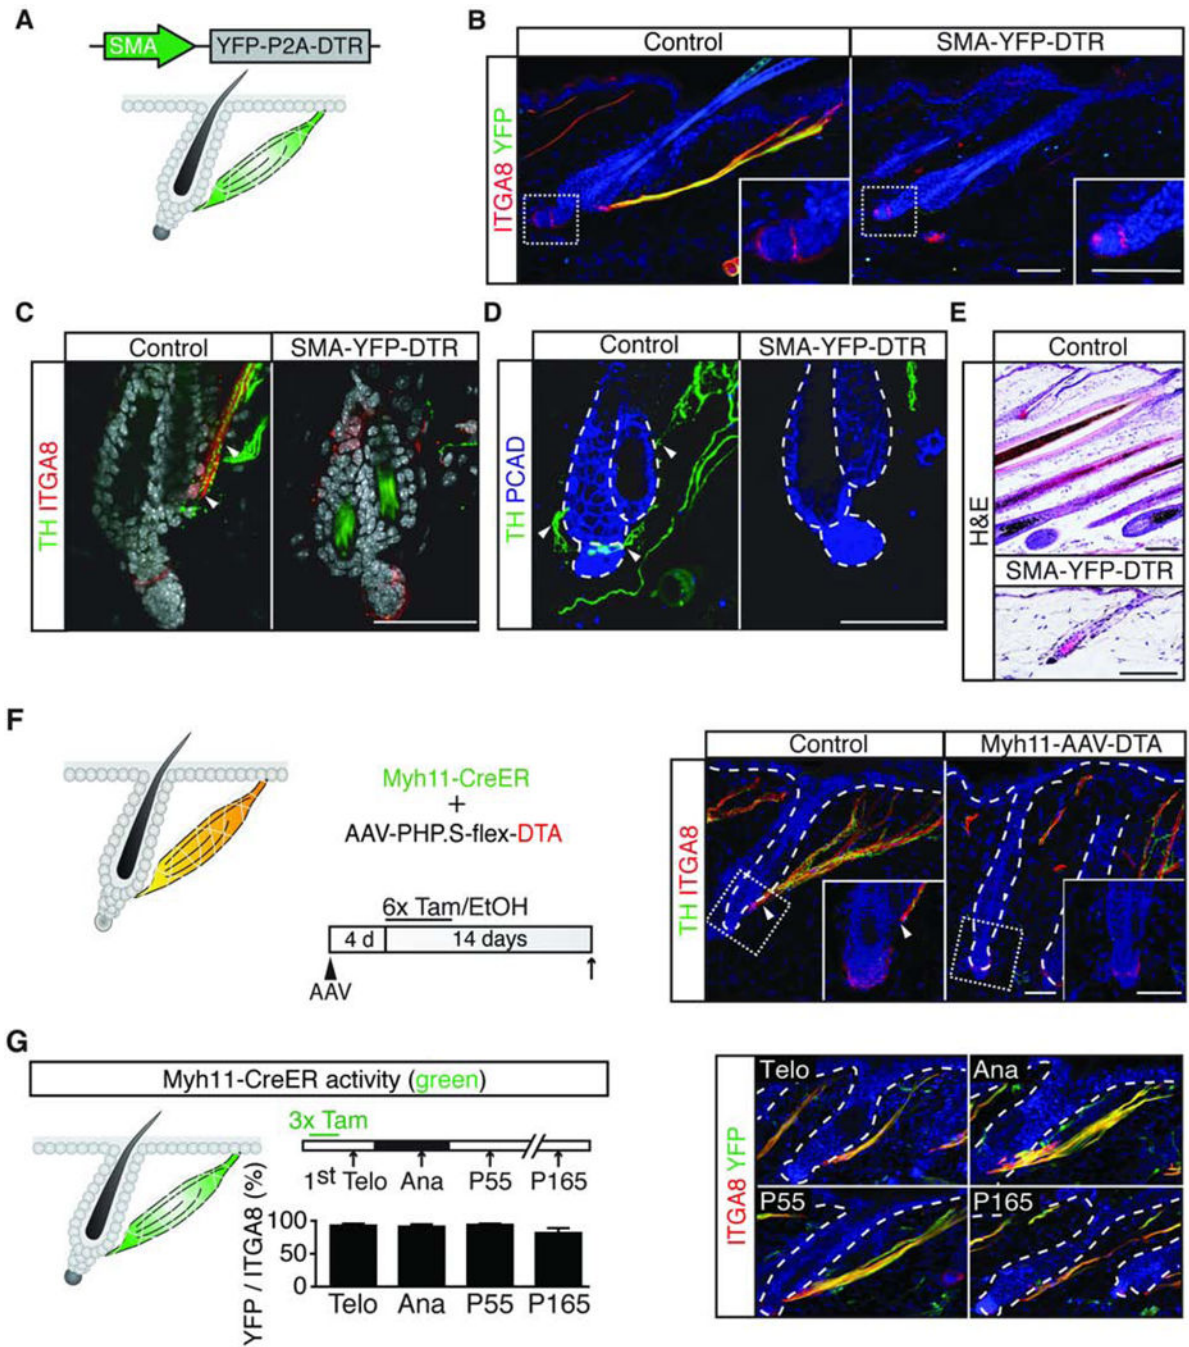 A
SMA
YFP-P2A-DTR
B
Control
SMA-YFP-DTR
ITGA8 YFP
C
Control
SMA-YFP-DTR
TH ITGA8
D
Control
SMA-YFP-DTR
TH PCAD
E
Control
H&E
SMA-YFP-DTR
F
Myh11-CreER
+
AAV-PHP.S-flex-DTA
6x Tam/EtOH
4 d
14 days
AAV
Control
Myh11-AAV-DTA
TH ITGA8
G
Myh11-CreER activity (green)
3x Tam
1st Telo
Ana
P55
P165
YFP / ITGA8 (%)
100
50
0
Telo
Ana
P55
P165
ITGA8 YFP
Telo
Ana
P55
P165